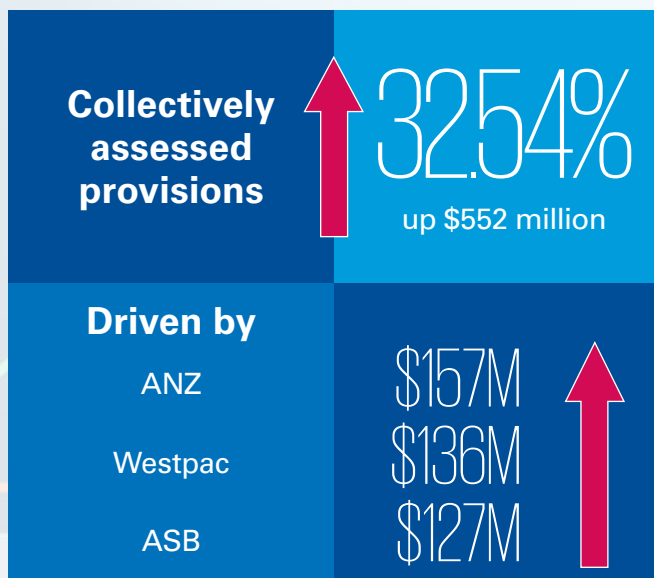 Collectively
assessed
provisions
32.54%
up $552 million
Driven by
ANZ
$157M
Westpac
$136M
ASB
$127M